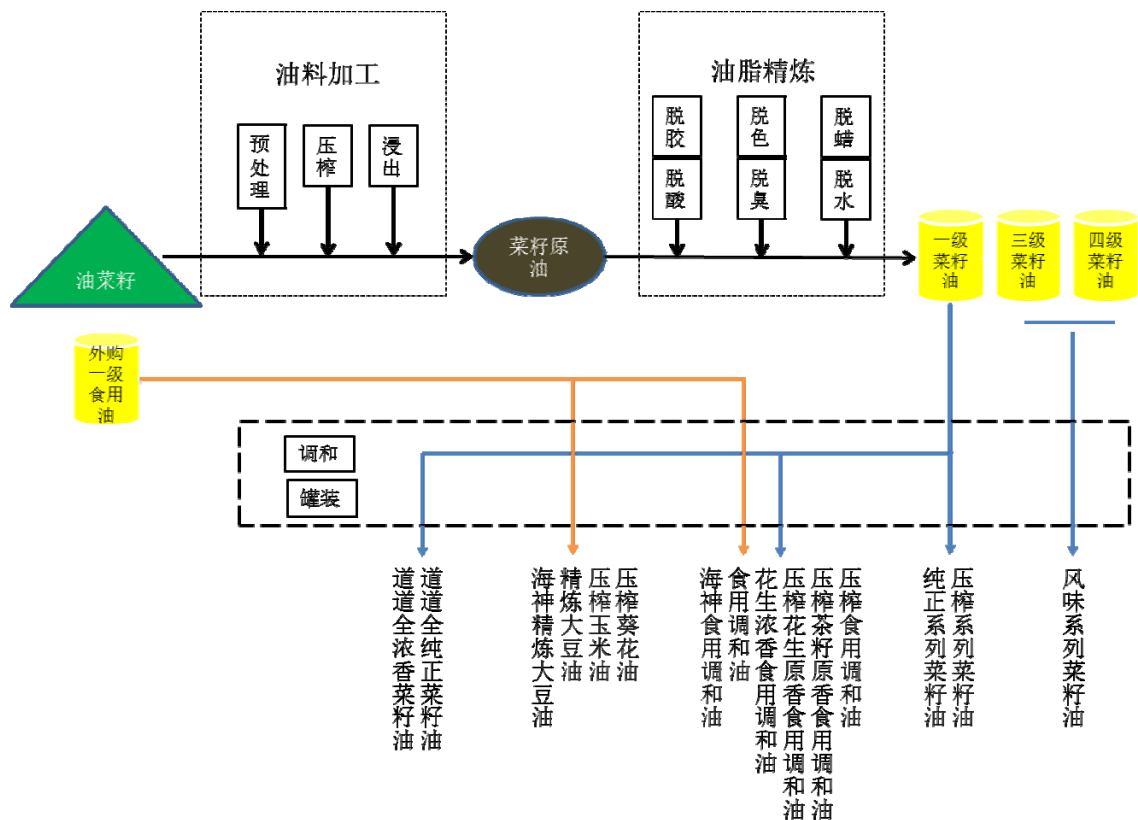 油料加工
油脂精炼
预处理
压榨
浸出
脱胶
脱酸
脱色
脱臭
脱蜡
脱水
油菜籽
菜籽原
油
一级
菜籽
油
三级
菜籽
油
四级
菜籽
油
外购
一级
食用
油
调和
罐装
道道全浓香菜籽油
道道全纯正菜籽油
海神精炼大豆油
精炼大豆油
压榨玉米油
压榨葵花油
海神食用调和油
食用调和油
花生浓香食用调和油
压榨花生原香食用调和油
压榨茶籽原香食用调和油
压榨食用调和油
纯正系列菜籽油
压榨系列菜籽油
风味系列菜籽油